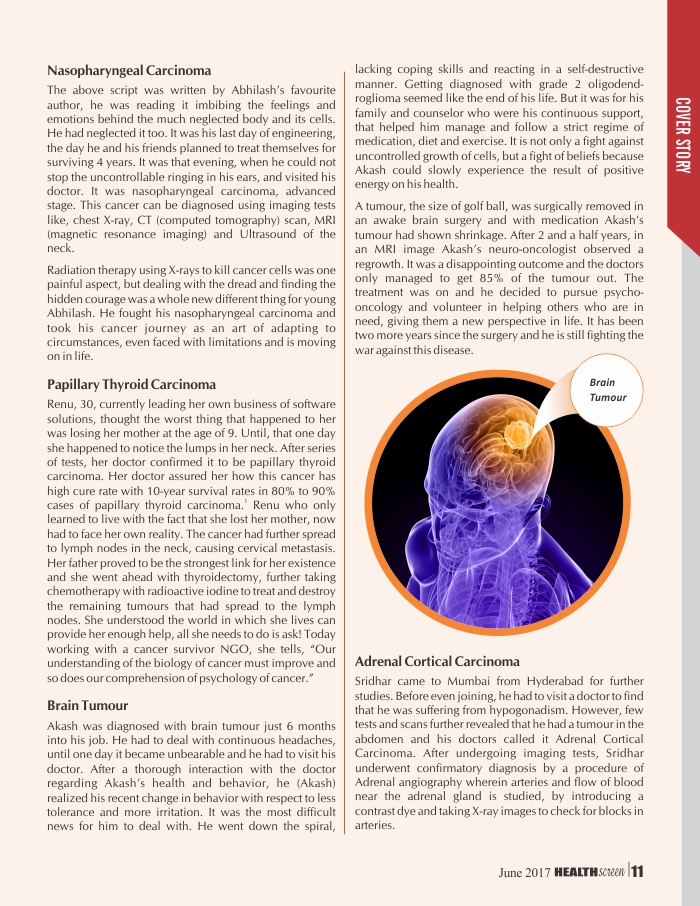 Nasopharyngeal Carcinoma
The above script was written by Abhilash's favourite
author, he was reading it imbibing the feelings and
emotions behind the much neglected body and its cells.
He had neglected it too. It was his last day of engineering,
the day he and his friends planned to treat themselves for
surviving 4 years. It was that evening, when he could not
stop the uncontrollable ringing in his ears, and visited his
doctor. It was nasopharyngeal carcinoma, advanced
stage. This cancer can be diagnosed using imaging tests
like, chest X-ray, CT (computed tomography) scan, MRI
(magnetic resonance imaging) and Ultrasound of the
neck.
Radiation therapy using X-rays to kill cancer cells was one
painful aspect, but dealing with the dread and finding the
hidden courage was a whole new different thing for young
Abhilash. He fought his nasopharyngeal carcinoma and
took his cancer journey as an art of adapting to
circumstances, even faced with limitations and is moving
on in life.
Papillary Thyroid Carcinoma
Renu, 30, currently leading her own business of software
solutions, thought the worst thing that happened to her
was losing her mother at the age of 9. Until, that one day
she happened to notice the lumps in her neck. After series
of tests, her doctor confirmed it to be papillary thyroid
carcinoma. Her doctor assured her how this cancer has
high cure rate with 10-year survival rates in 80% to 90%
cases of papillary thyroid carcinoma.¹ Renu who only
learned to live with the fact that she lost her mother, now
had to face her own reality. The cancer had further spread
to lymph nodes in the neck, causing cervical metastasis.
Her father proved to be the strongest link for her existence
and she went ahead with thyroidectomy, further taking
chemotherapy with radioactive iodine to treat and destroy
the remaining tumours that had spread to the lymph
nodes. She understood the world in which she lives can
provide her enough help, all she needs to do is ask! Today
working with a cancer survivor NGO, she tells, "Our
understanding of the biology of cancer must improve and
so does our comprehension of psychology of cancer."
Brain Tumour
Akash was diagnosed with brain tumour just 6 months
into his job. He had to deal with continuous headaches,
until one day it became unbearable and he had to visit his
doctor. After a thorough interaction with the doctor
regarding Akash's health and behavior, he (Akash)
realized his recent change in behavior with respect to less
tolerance and more irritation. It was the most difficult
news for him to deal with. He went down the spiral,
lacking coping skills and reacting in a self-destructive
manner. Getting diagnosed with grade 2 oligodend-
roglioma seemed like the end of his life. But it was for his
family and counselor who were his continuous support,
that helped him manage and follow a strict regime of
medication, diet and exercise. It is not only a fight against
uncontrolled growth of cells, but a fight of beliefs because
Akash could slowly experience the result of positive
energy on his health.
A tumour, the size of golf ball, was surgically removed in
an awake brain surgery and with medication Akash's
tumour had shown shrinkage. After 2 and a half years, in
an MRI image Akash's neuro-oncologist observed a
regrowth. It was a disappointing outcome and the doctors
only managed to get 85% of the tumour out. The
treatment was on and he decided to pursue psycho-
oncology and volunteer in helping others who are in
need, giving them a new perspective in life. It has been
two more years since the surgery and he is still fighting the
war against this disease.
Brain
Tumour
Adrenal Cortical Carcinoma
Sridhar came to Mumbai from Hyderabad for further
studies. Before even joining, he had to visit a doctor to find
that he was suffering from hypogonadism. However, few
tests and scans further revealed that he had a tumour in the
abdomen and his doctors called it Adrenal Cortical
Carcinoma. After undergoing imaging tests, Sridhar
underwent confirmatory diagnosis by a procedure of
Adrenal angiography wherein arteries and flow of blood
near the adrenal gland is studied, by introducing a
contrast dye and taking X-ray images to check for blocks in
arteries.
COVER STORY
June 2017 HEALTHscreen |11